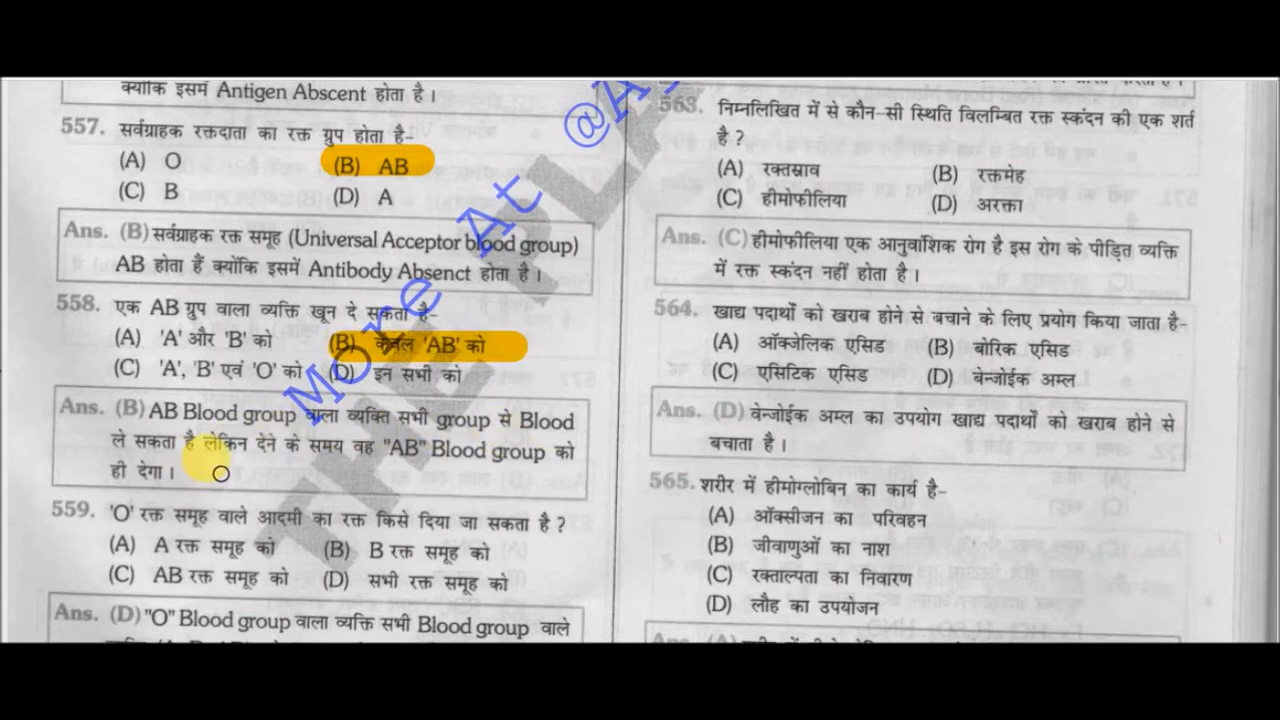 क्योंकि इसमें Antigen Abscent होता है।
557. सर्वग्राहक रक्तदाता का रक्त ग्रुप होता है-
(A) O (B) AB
(C) B (D) A
Ans. (B) सर्वग्राहक रक्त समूह (Universal Acceptor blood group)
AB होता हैं क्योंकि इसमें Antibody Absenct होता है।
558. एक AB ग्रुप वाला व्यक्ति खून दे सकता है-
(A) 'A' और 'B' को (B) केवल 'AB' को
(C) 'A', 'B' एवं 'O' को (D) इन सभी को
Ans. (B) AB Blood group वाला व्यक्ति सभी group से Blood
ले सकता है लेकिन देने के समय वह "AB" Blood group को
ही देगा।
559. 'O' रक्त समूह वाले आदमी का रक्त किसे दिया जा सकता है ?
(A) A रक्त समूह को (B) B रक्त समूह को
(C) AB रक्त समूह को (D) सभी रक्त समूह को
Ans. (D) "O" Blood group वाला व्यक्ति सभी Blood group वाले
563. निम्नलिखित में से कौन-सी स्थिति विलम्बित रक्त स्कंदन की एक शर्त
है ?
(A) रक्तस्राव (B) रक्तमेह
(C) हीमोफीलिया (D) अरक्ता
Ans. (C) हीमोफीलिया एक आनुवांशिक रोग है इस रोग के पीड़ित व्यक्ति
में रक्त स्कंदन नहीं होता है।
564. खाद्य पदार्थों को खराब होने से बचाने के लिए प्रयोग किया जाता है-
(A) ऑक्जेलिक एसिड (B) बोरिक एसिड
(C) एसिटिक एसिड (D) बेन्जोईक अम्ल
Ans. (D) वेन्जोईक अम्ल का उपयोग खाद्य पदार्थों को खराब होने से
बचाता है।
565. शरीर में हीमोग्लोबिन का कार्य है-
(A) ऑक्सीजन का परिवहन
(B) जीवाणुओं का नाश
(C) रक्ताल्पता का निवारण
(D) लौह का उपयोजन
More At
THE